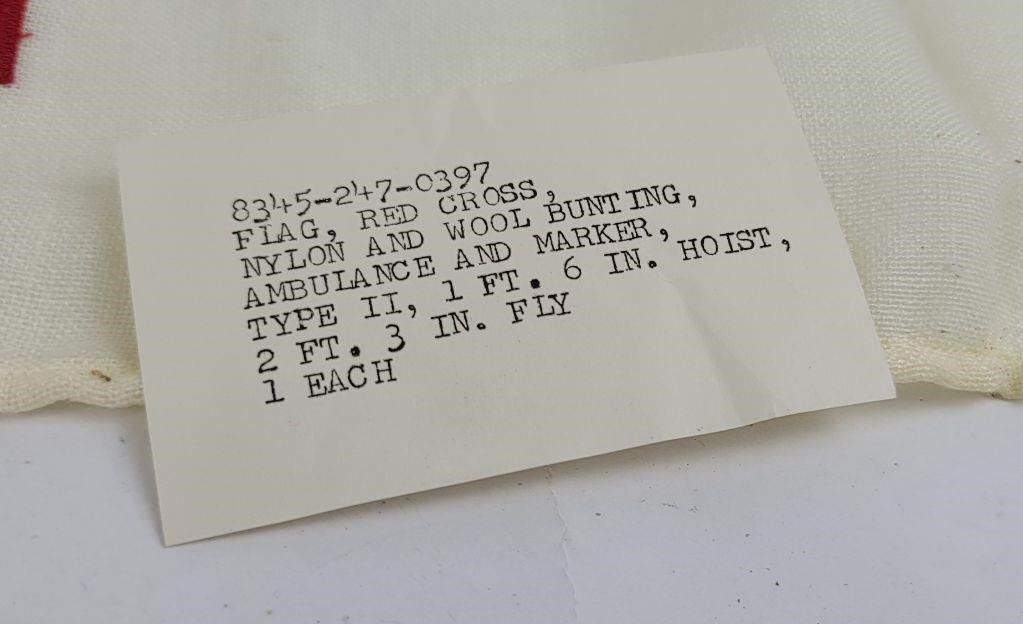 8345-247-0397
FLAG, RED CROSS,
NYLON AND WOOL BUNTING,
AMBULANCE AND MARKER,
TYPE II, 1 FT. 6 IN. HOIST,
2 FT. 3 IN. FLY
1 EACH